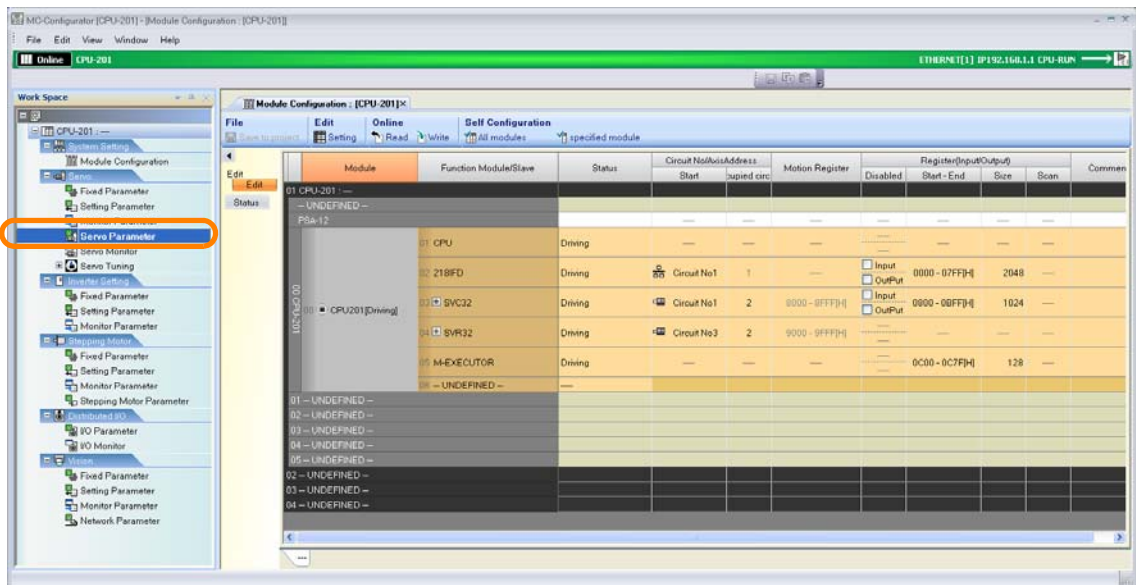 MC-Configurator [CPU-201] - [Module Configuration : [CPU-201]]
File Edit View Window Help
Online CPU-201 ETHERNET[1] IP192.168.1.1 CPU-RUN
Work Space
Module Configuration : [CPU-201]
File Edit Online Self Configuration
Save to project Setting Read Write All modules specified module
CPU-201 : ---
System Setting
Module Configuration
Servo
Fixed Parameter
Setting Parameter
Monitor Parameter
Servo Parameter
Servo Monitor
Servo Tuning
Inverter Setting
Fixed Parameter
Setting Parameter
Monitor Parameter
Stepping Motor
Fixed Parameter
Setting Parameter
Monitor Parameter
Stepping Motor Parameter
Distributed I/O
I/O Parameter
I/O Monitor
Vision
Fixed Parameter
Setting Parameter
Monitor Parameter
Network Parameter
Edit
Edit
Status
Module Function Module/Slave Status Circuit No/AxisAddress Motion Register Register(Input/Output) Commen
Start cupied circ Disabled Start - End Size Scan
01 CPU-201 : ---
-- UNDEFINED --
PSA-12 --- --- --- --- --- --- ---
00 CPU-201
00 CPU201[Driving]
01 CPU Driving --- --- --- --- --- --- ---
02 218IFD Driving Circuit No1 1 --- Input OutPut 0000 - 07FF[H] 2048 ---
03 SVC32 Driving Circuit No1 2 8000 - 8FFF[H] Input OutPut 0800 - 0BFF[H] 1024 ---
04 SVR32 Driving Circuit No3 2 9000 - 9FFF[H] --- --- --- ---
05 M-EXECUTOR Driving --- --- --- --- 0C00 - 0C7F[H] 128 ---
06 -- UNDEFINED -- ---
01 -- UNDEFINED --
02 -- UNDEFINED --
03 -- UNDEFINED --
04 -- UNDEFINED --
05 -- UNDEFINED --
02 -- UNDEFINED --
03 -- UNDEFINED --
04 -- UNDEFINED --